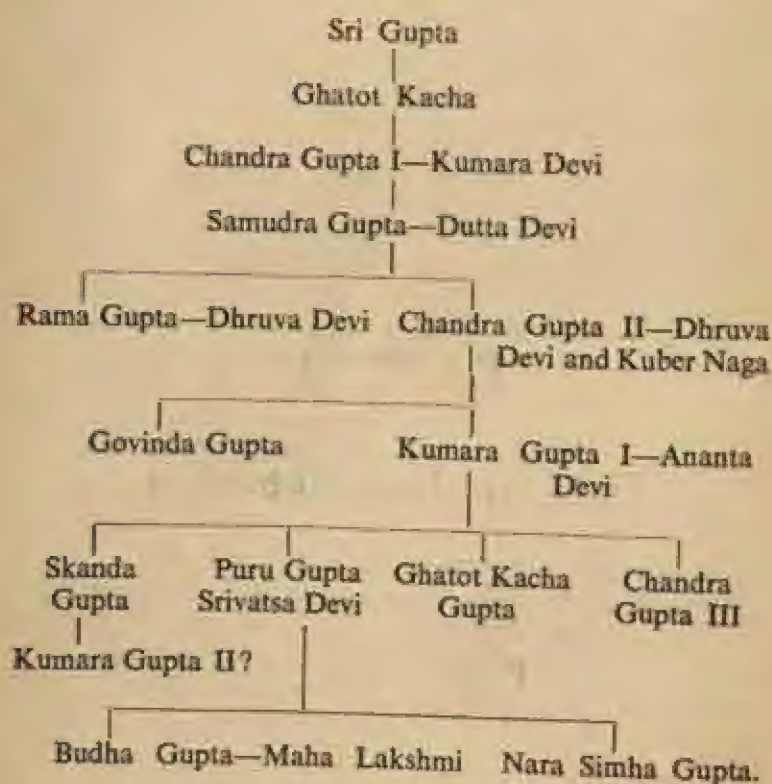 Sri Gupta
Ghatot Kacha
Chandra Gupta I—Kumara Devi
Samudra Gupta—Dutta Devi
Rama Gupta—Dhruva Devi Chandra Gupta II—Dhruva
Devi and Kuber Naga
Govinda Gupta Kumara Gupta I—Ananta
Devi
Skanda Puru Gupta Ghatot Kacha Chandra
Gupta Srivatsa Devi Gupta Gupta III
Kumara Gupta II?
Budha Gupta—Maha Lakshmi Nara Simha Gupta.